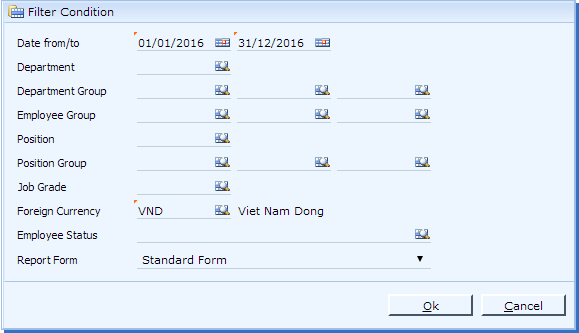 Filter Condition
Date from/to 01/01/2016 31/12/2016
Department
Department Group
Employee Group
Position
Position Group
Job Grade
Foreign Currency VND Viet Nam Dong
Employee Status
Report Form Standard Form
Ok Cancel